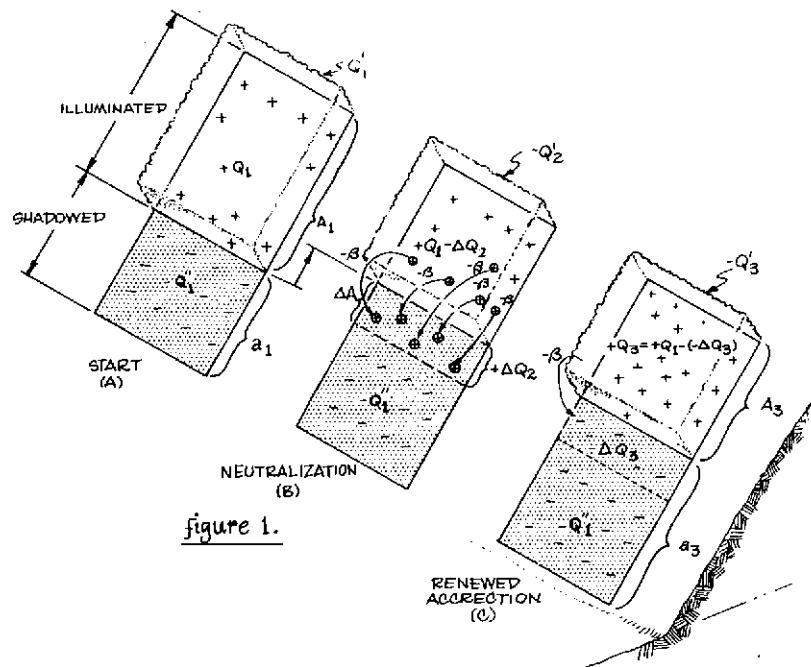 -Q'1
ILLUMINATED
+Q1
SHADOWED
A1
Q''1
a1
START
(A)
-Q'2
+Q1-ΔQ2
-β
-β
-β
-β
-β
ΔA
+ΔQ2
-Q''1
NEUTRALIZATION
(B)
-Q'3
+Q3=+Q1-(-ΔQ3)
-β
A3
ΔQ3
-Q''1
a3
RENEWED
ACCRETION
(C)
figure 1.